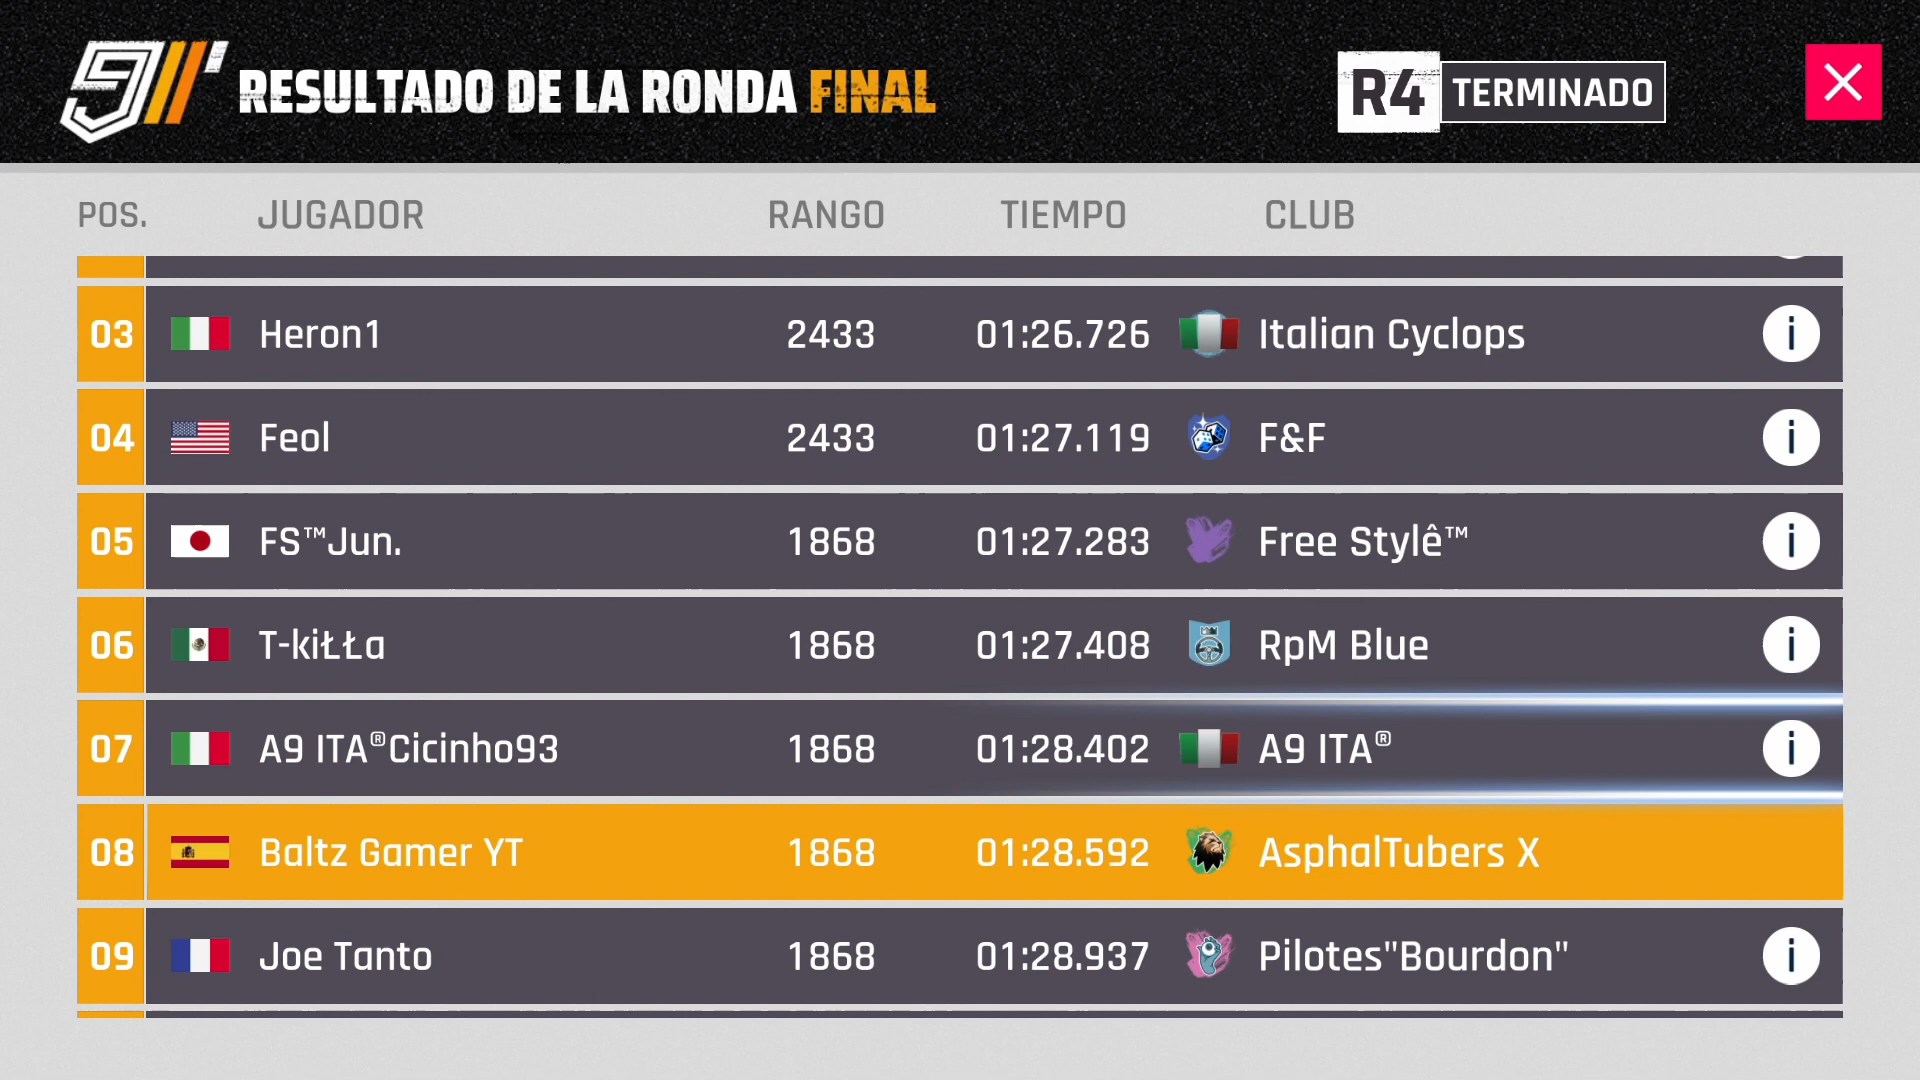 9
RESULTADO DE LA RONDA FINAL
R4 TERMINADO
POS. JUGADOR RANGO TIEMPO CLUB
03 Heron1 2433 01:26.726 Italian Cyclops i
04 Feol 2433 01:27.119 F&F i
05 FS™Jun. 1868 01:27.283 Free Stylê™ i
06 T-kiŁŁa 1868 01:27.408 RpM Blue i
07 A9 ITA®Cicinho93 1868 01:28.402 A9 ITA® i
08 Baltz Gamer YT 1868 01:28.592 AsphalTubers X
09 Joe Tanto 1868 01:28.937 Pilotes"Bourdon" i